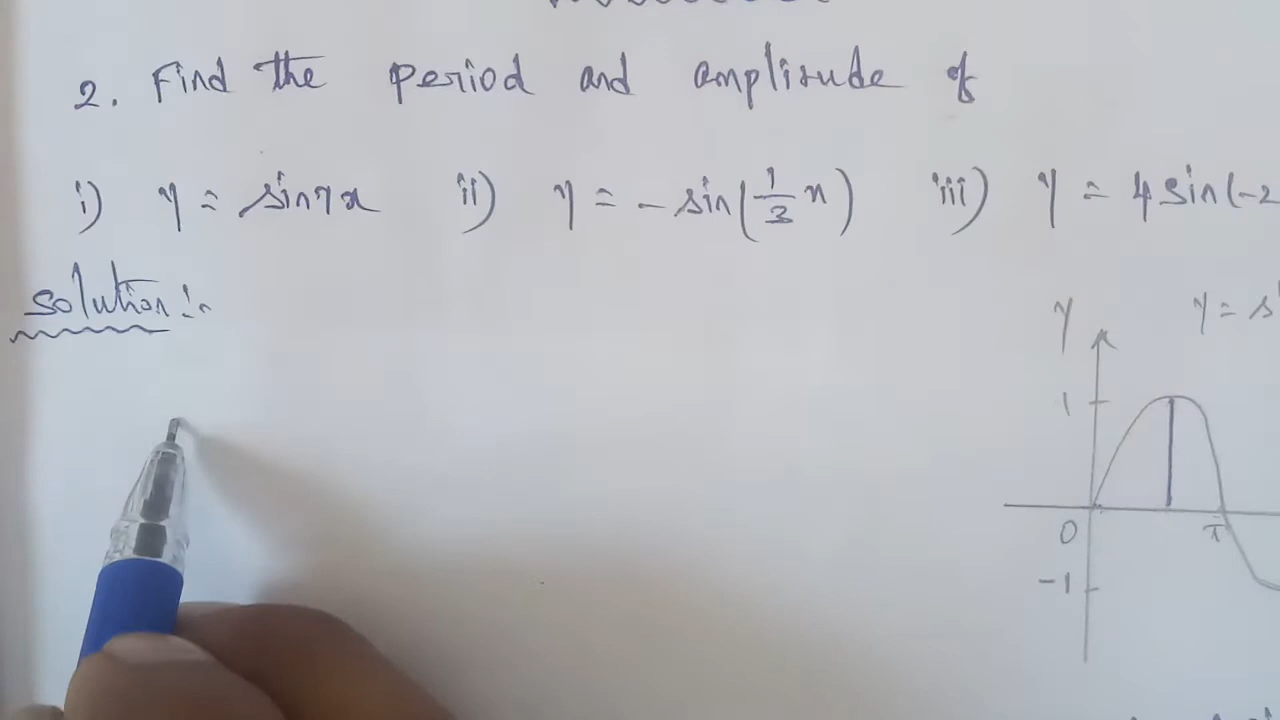 2. Find the period and amplitude of
i) y = sin7x ii) y = -sin(1/3 x) iii) y = 4sin(-2
Solution:-
y
y = s
1
0
π
-1